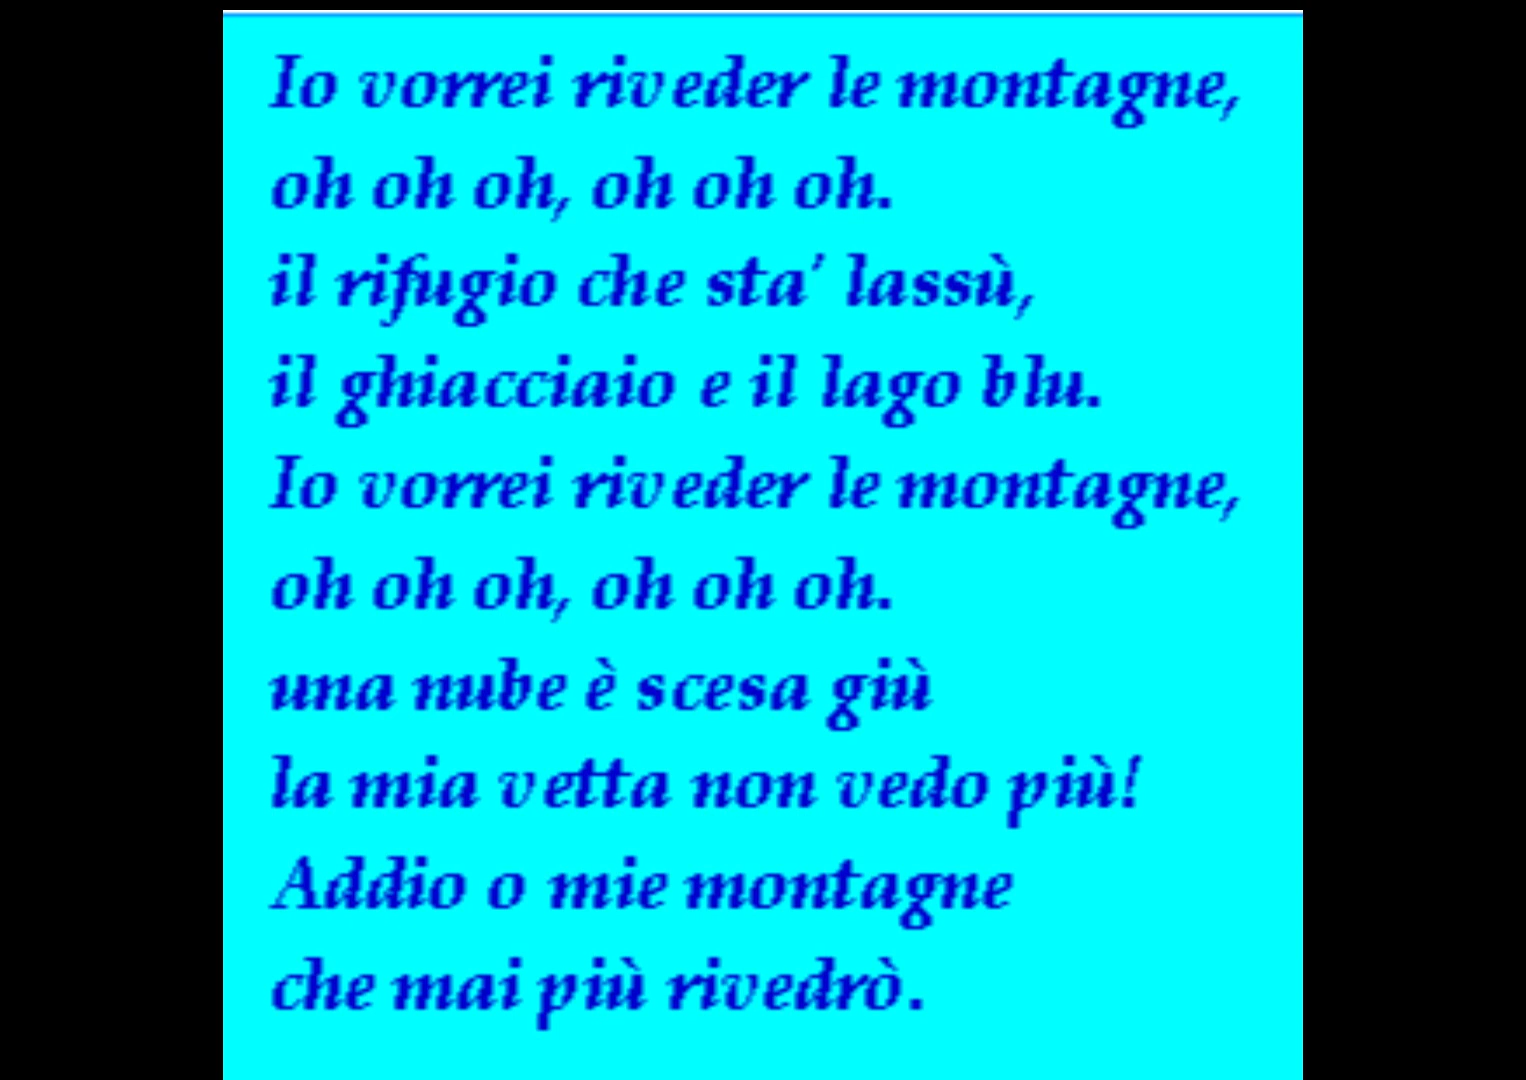 Io vorrei riveder le montagne,
oh oh oh, oh oh oh.
il rifugio che sta' lassù,
il ghiacciaio e il lago blu.
Io vorrei riveder le montagne,
oh oh oh, oh oh oh.
una nube è scesa giù
la mia vetta non vedo più!
Addio o mie montagne
che mai più rivedrò.